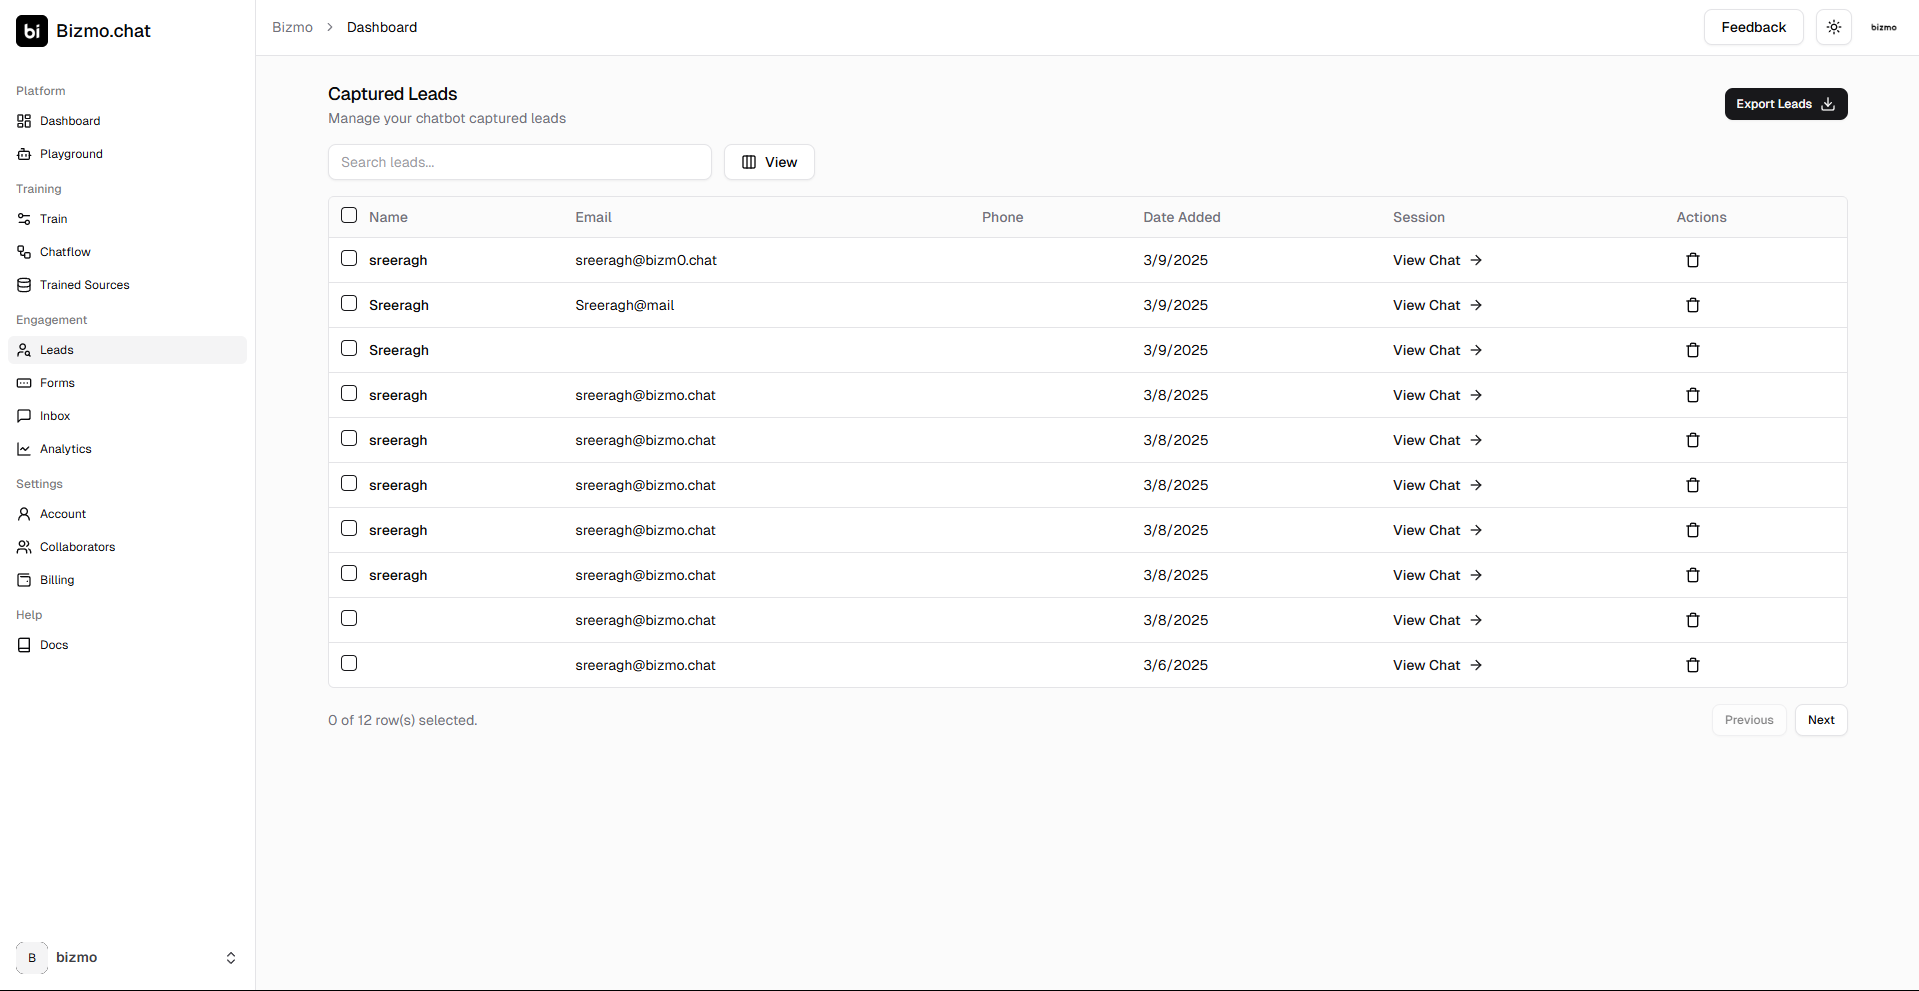 bi Bizmo.chat
Platform
Dashboard
Playground
Training
Train
Chatflow
Trained Sources
Engagement
Leads
Forms
Inbox
Analytics
Settings
Account
Collaborators
Billing
Help
Docs
B bizmo
Bizmo > Dashboard
Feedback
bizmo
Captured Leads
Manage your chatbot captured leads
Export Leads
Search leads...
View
Name Email Phone Date Added Session Actions
sreeragh sreeragh@bizm0.chat 3/9/2025 View Chat →
Sreeragh Sreeragh@mail 3/9/2025 View Chat →
Sreeragh 3/9/2025 View Chat →
sreeragh sreeragh@bizmo.chat 3/8/2025 View Chat →
sreeragh sreeragh@bizmo.chat 3/8/2025 View Chat →
sreeragh sreeragh@bizmo.chat 3/8/2025 View Chat →
sreeragh sreeragh@bizmo.chat 3/8/2025 View Chat →
sreeragh sreeragh@bizmo.chat 3/8/2025 View Chat →
sreeragh@bizmo.chat 3/8/2025 View Chat →
sreeragh@bizmo.chat 3/6/2025 View Chat →
0 of 12 row(s) selected.
Previous
Next